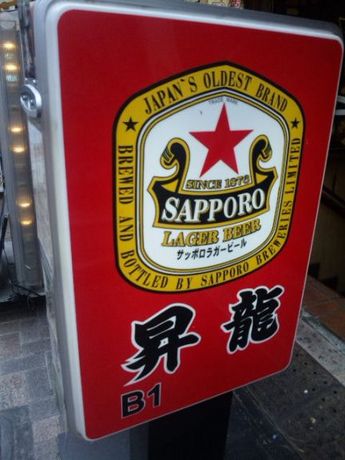 JAPAN'S OLDEST BRAND
TRADE MARK
SINCE 1876
SAPPORO
LAGER BEER
サッポロラガービール
BREWED AND BOTTLED BY SAPPORO BREWERIES LIMITED
昇龍
B1